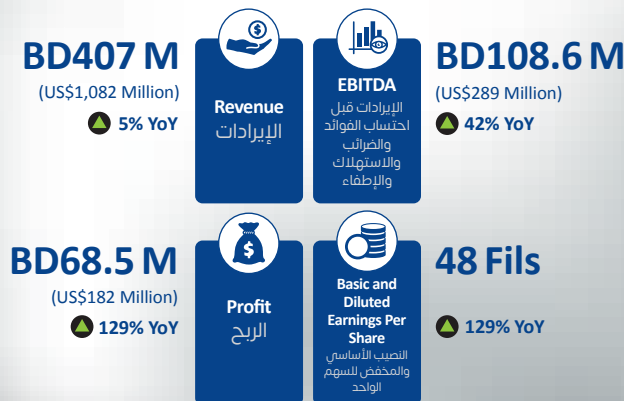 BD407 M
(US$1,082 Million)
5% YoY
Revenue
الإيرادات
EBITDA
الإيرادات قبل
احتساب الفوائد
والضرائب
والاستهلاك
والإطفاء
BD108.6 M
(US$289 Million)
42% YoY
BD68.5 M
(US$182 Million)
129% YoY
$
Profit
الربح
Basic and
Diluted
Earnings Per
Share
النصيب الأساسي
والمخفض للسهم
الواحد
48 Fils
129% YoY